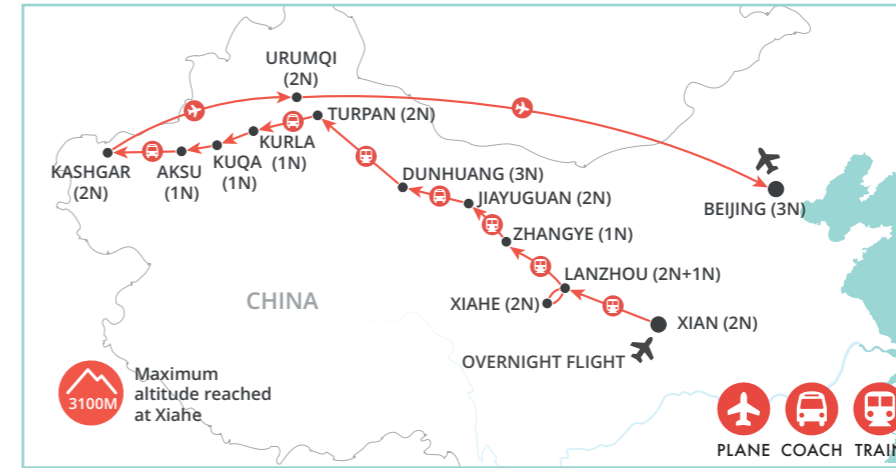 URUMQI
(2N)
TURPAN (2N)
KURLA
(1N)
KUQA
(1N)
AKSU
(1N)
KASHGAR
(2N)
DUNHUANG (3N)
JIAYUGUAN (2N)
ZHANGYE (1N)
BEIJING (3N)
LANZHOU (2N+1N)
XIAHE (2N)
XIAN (2N)
CHINA
OVERNIGHT FLIGHT
3100M
Maximum
altitude reached
at Xiahe
PLANE COACH TRAIN